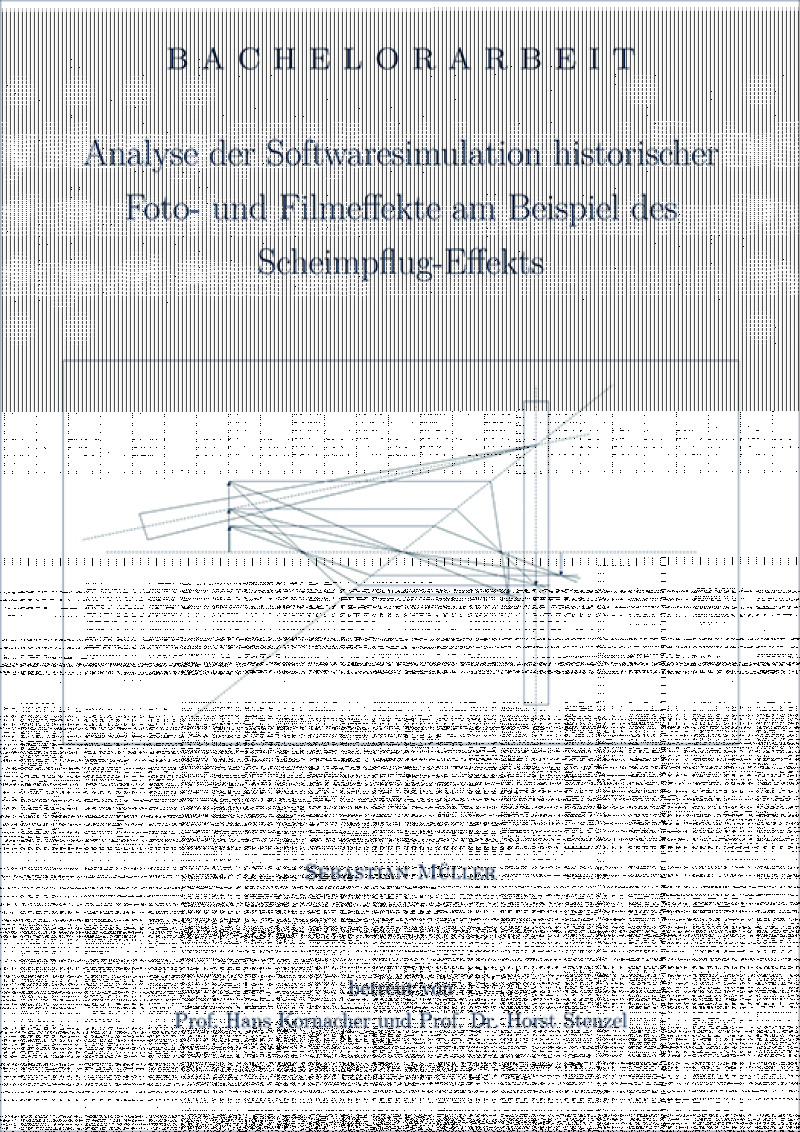 BACHELORARBEIT
Analyse der Softwaresimulation historischer
Foto- und Filmeffekte am Beispiel des
Scheimpflug-Effekts
SEBASTIAN MÜLLER
betreut von
Prof. Hans Kornacher und Prof. Dr. Horst Stenzel